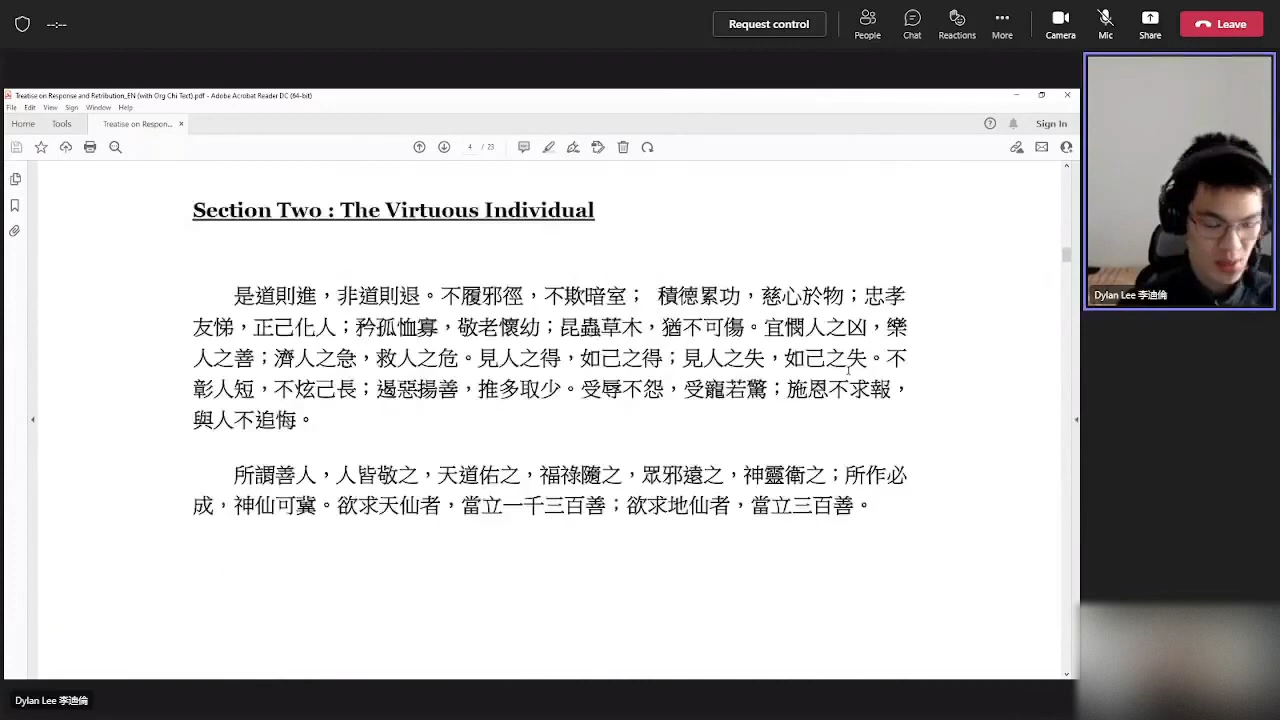 --:--
Request control
People
Chat
Reactions
More
Camera
Mic
Share
Leave
Treatise on Response and Retribution_EN (with Org Chi Text).pdf - Adobe Acrobat Reader DC (64-bit)
File Edit View Sign Window Help
Home Tools Treatise on Respon... × Sign In
4 / 23
Section Two : The Virtuous Individual
是道則進，非道則退。不履邪徑，不欺暗室； 積德累功，慈心於物；忠孝
友悌，正己化人；矜孤恤寡，敬老懷幼；昆蟲草木，猶不可傷。宜憫人之凶，樂
人之善；濟人之急，救人之危。見人之得，如己之得；見人之失，如己之失。不
彰人短，不炫己長；遏惡揚善，推多取少。受辱不怨，受寵若驚；施恩不求報，
與人不追悔。
所謂善人，人皆敬之，天道佑之，福祿隨之，眾邪遠之，神靈衛之；所作必
成，神仙可冀。欲求天仙者，當立一千三百善；欲求地仙者，當立三百善。
Dylan Lee 李迪倫
Dylan Lee 李迪倫